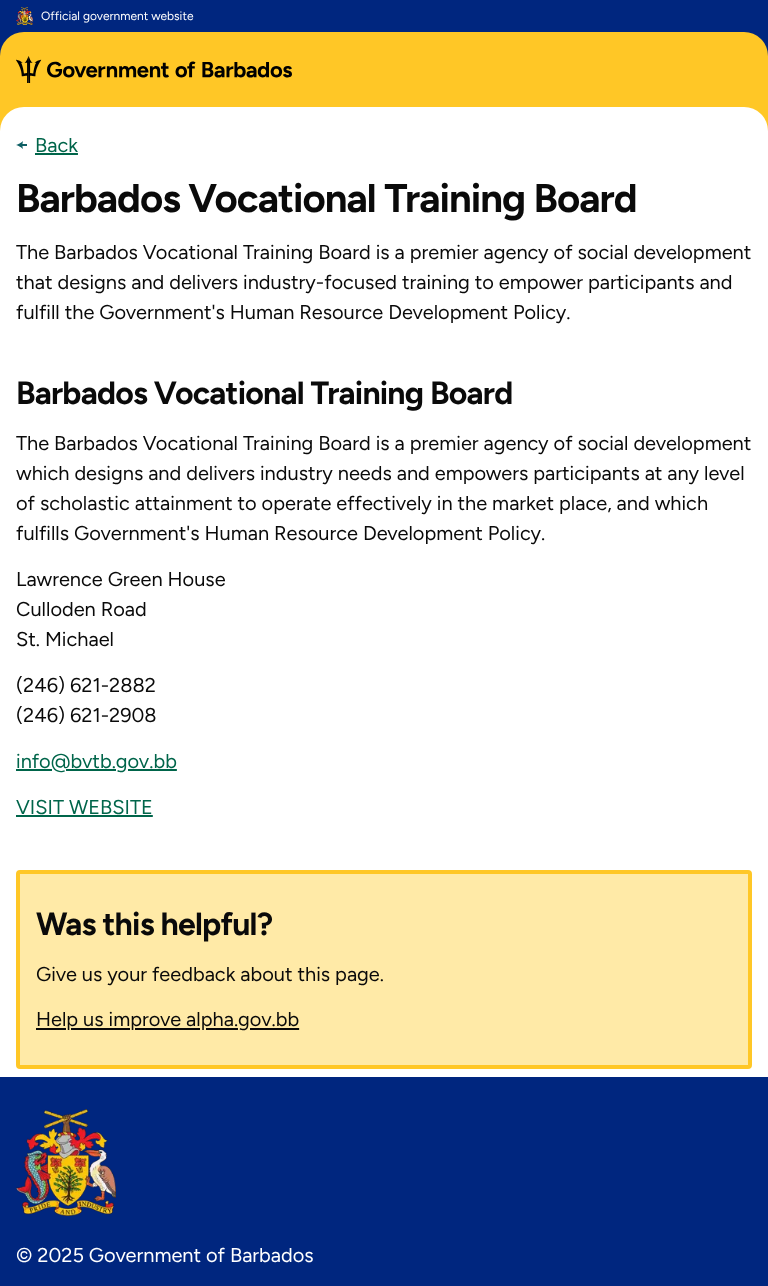 Official government website
Government of Barbados
Back
Barbados Vocational Training Board
The Barbados Vocational Training Board is a premier agency of social development
that designs and delivers industry-focused training to empower participants and
fulfill the Government's Human Resource Development Policy.
Barbados Vocational Training Board
The Barbados Vocational Training Board is a premier agency of social development
which designs and delivers industry needs and empowers participants at any level
of scholastic attainment to operate effectively in the market place, and which
fulfills Government's Human Resource Development Policy.
Lawrence Green House
Culloden Road
St. Michael
(246) 621-2882
(246) 621-2908
info@bvtb.gov.bb
VISIT WEBSITE
Was this helpful?
Give us your feedback about this page.
Help us improve alpha.gov.bb
PRIDE AND INDUSTRY
© 2025 Government of Barbados